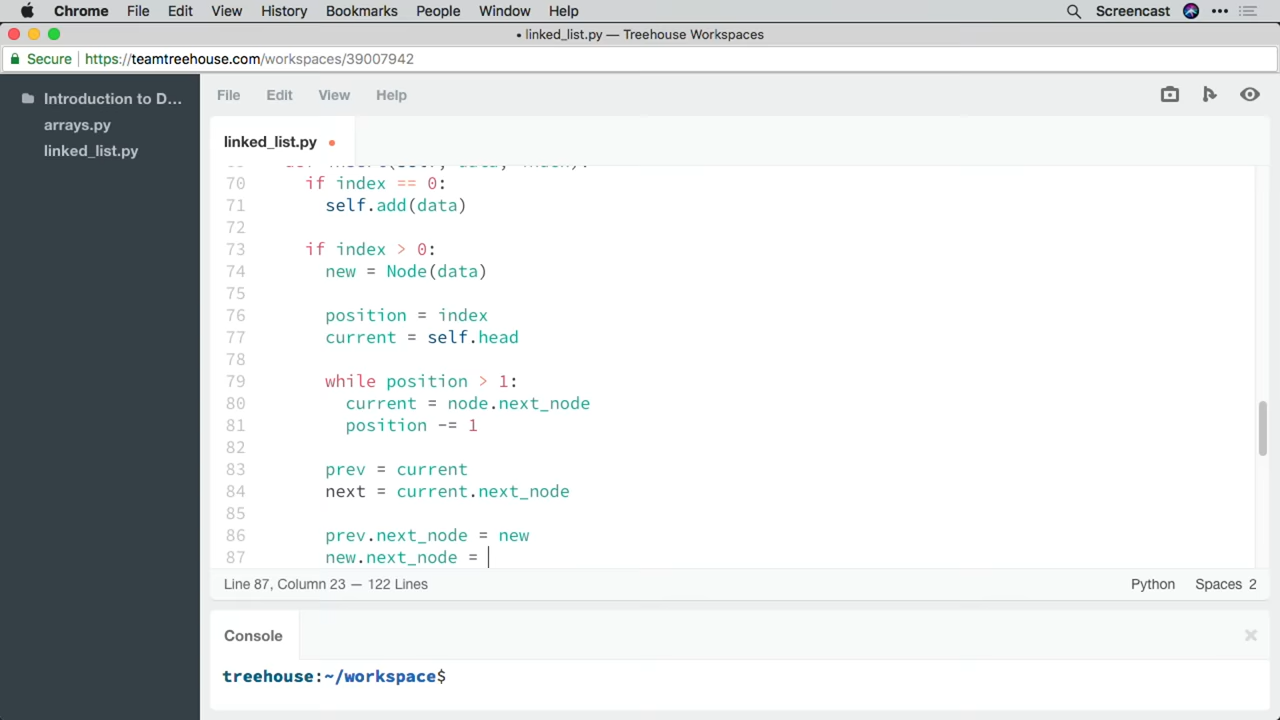 Chrome File Edit View History Bookmarks People Window Help Screencast
• linked_list.py — Treehouse Workspaces
Secure https://teamtreehouse.com/workspaces/39007942
Introduction to D...
arrays.py
linked_list.py
File Edit View Help
linked_list.py
70 if index == 0:
71 self.add(data)
72
73 if index > 0:
74 new = Node(data)
75
76 position = index
77 current = self.head
78
79 while position > 1:
80 current = node.next_node
81 position -= 1
82
83 prev = current
84 next = current.next_node
85
86 prev.next_node = new
87 new.next_node =
Line 87, Column 23 — 122 Lines Python Spaces 2
Console
treehouse:~/workspace$